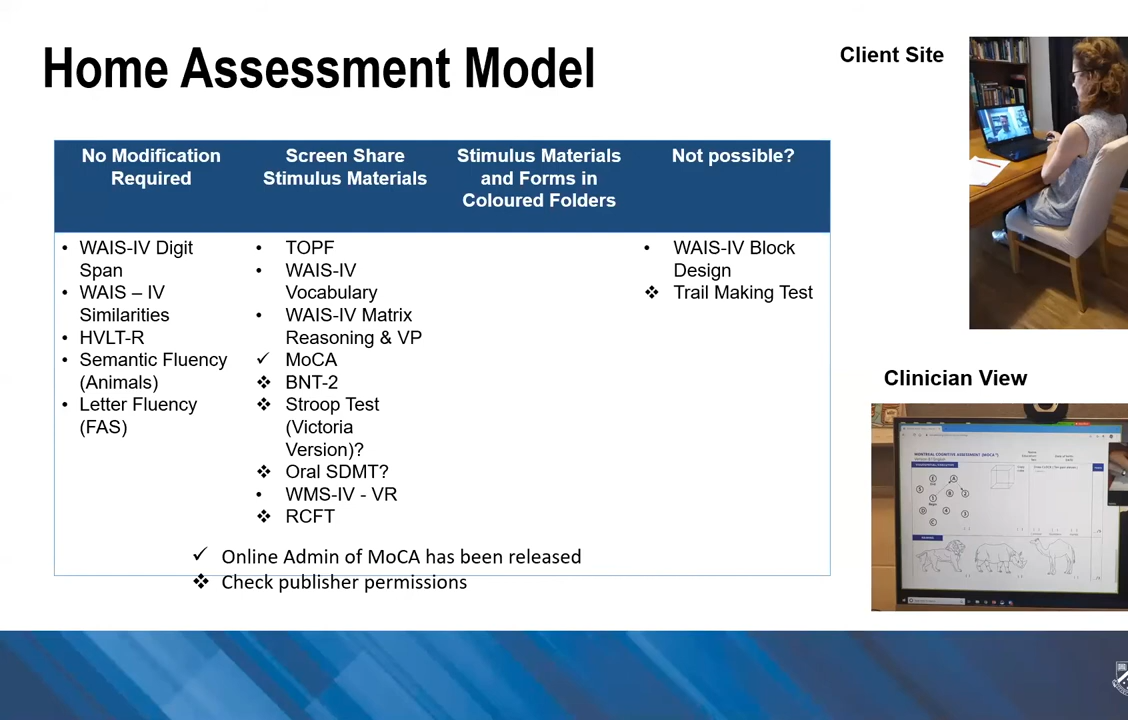 Home Assessment Model
Client Site
No Modification
Required
Screen Share
Stimulus Materials
Stimulus Materials
and Forms in
Coloured Folders
Not possible?
• WAIS-IV Digit
Span
• WAIS – IV
Similarities
• HVLT-R
• Semantic Fluency
(Animals)
• Letter Fluency
(FAS)
• TOPF
• WAIS-IV
Vocabulary
• WAIS-IV Matrix
Reasoning & VP
✓ MoCA
❖ BNT-2
❖ Stroop Test
(Victoria
Version)?
❖ Oral SDMT?
• WMS-IV - VR
❖ RCFT
• WAIS-IV Block
Design
❖ Trail Making Test
✓ Online Admin of MoCA has been released
❖ Check publisher permissions
Clinician View
MONTREAL COGNITIVE ASSESSMENT (MOCA®)